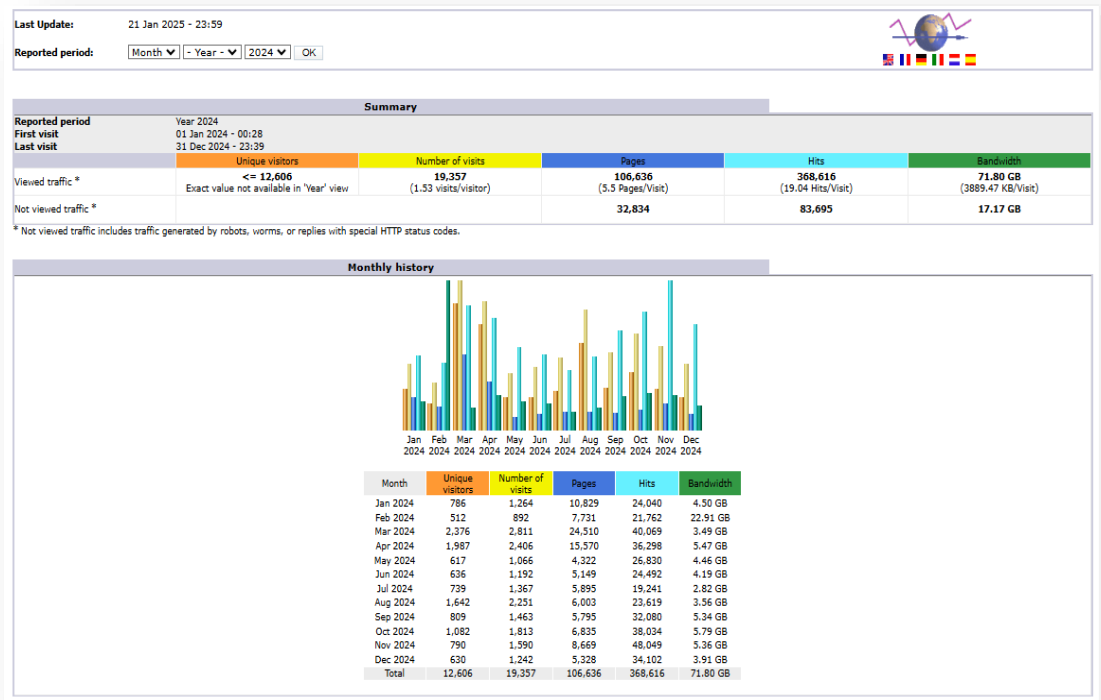 Last Update: 21 Jan 2025 - 23:59
Reported period: Month - Year - 2024 OK
Summary
Reported period Year 2024
First visit 01 Jan 2024 - 00:28
Last visit 31 Dec 2024 - 23:39
Unique visitors Number of visits Pages Hits Bandwidth
Viewed traffic * <= 12,606 19,357 106,636 368,616 71.80 GB
Exact value not available in 'Year' view (1.53 visits/visitor) (5.5 Pages/Visit) (19.04 Hits/Visit) (3889.47 KB/Visit)
Not viewed traffic * 32,834 83,695 17.17 GB
* Not viewed traffic includes traffic generated by robots, worms, or replies with special HTTP status codes.
Monthly history
Jan Feb Mar Apr May Jun Jul Aug Sep Oct Nov Dec
2024 2024 2024 2024 2024 2024 2024 2024 2024 2024 2024 2024
Month Unique visitors Number of visits Pages Hits Bandwidth
Jan 2024 786 1,264 10,829 24,040 4.50 GB
Feb 2024 512 892 7,731 21,762 22.91 GB
Mar 2024 2,376 2,811 24,510 40,069 3.49 GB
Apr 2024 1,987 2,406 15,570 36,298 5.47 GB
May 2024 617 1,066 4,322 26,830 4.46 GB
Jun 2024 636 1,192 5,149 24,492 4.19 GB
Jul 2024 739 1,367 5,895 19,241 2.82 GB
Aug 2024 1,642 2,251 6,003 23,619 3.56 GB
Sep 2024 809 1,463 5,795 32,080 5.34 GB
Oct 2024 1,082 1,813 6,835 38,034 5.79 GB
Nov 2024 790 1,590 8,669 48,049 5.36 GB
Dec 2024 630 1,242 5,328 34,102 3.91 GB
Total 12,606 19,357 106,636 368,616 71.80 GB